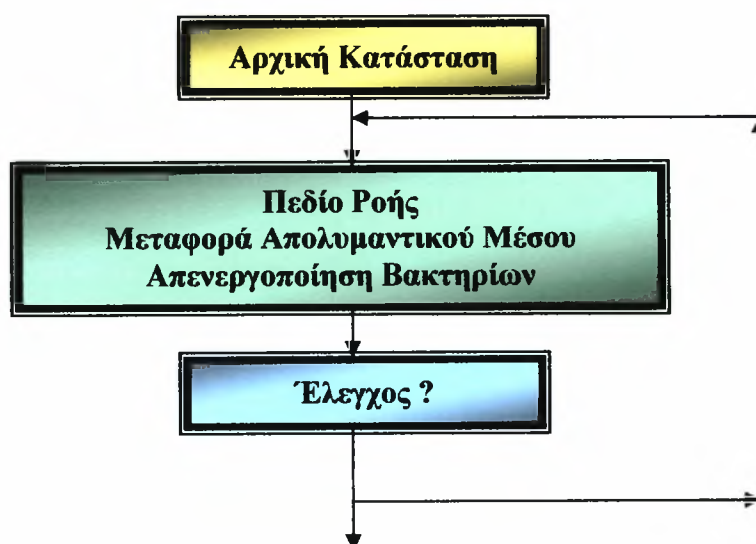 Αρχική Κατάσταση
Πεδίο Ροής
Μεταφορά Απολυμαντικού Μέσου
Απενεργοποίηση Βακτηρίων
Έλεγχος ?